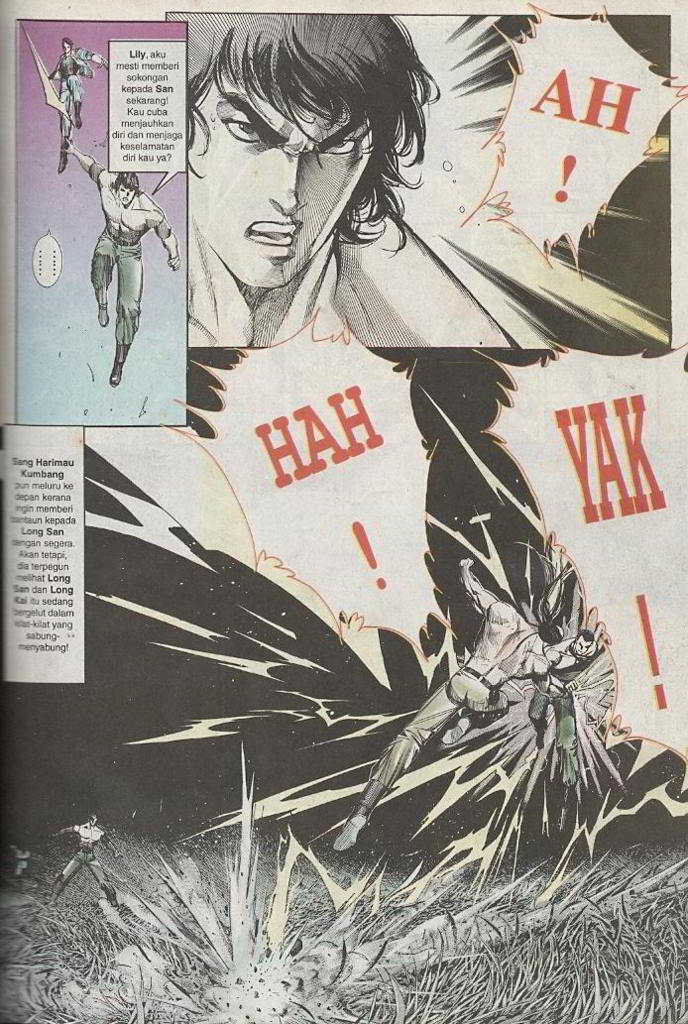 Lily, aku
mesti memberi
sokongan
kepada San
sekarang!
Kau cuba
menjauhkan
diri dan menjaga
keselamatan
diri kau ya?
AH
!
HAH
!
YAK
!
Sang Harimau
Kumbang
pun meluru ke
depan kerana
ingin memberi
bantaun kepada
Long San
dengan segera.
Akan tetapi,
dia terpegun
melihat Long
San dan Long
Kai itu sedang
bergelut dalam
kilat-kilat yang
sabung-
menyabung!